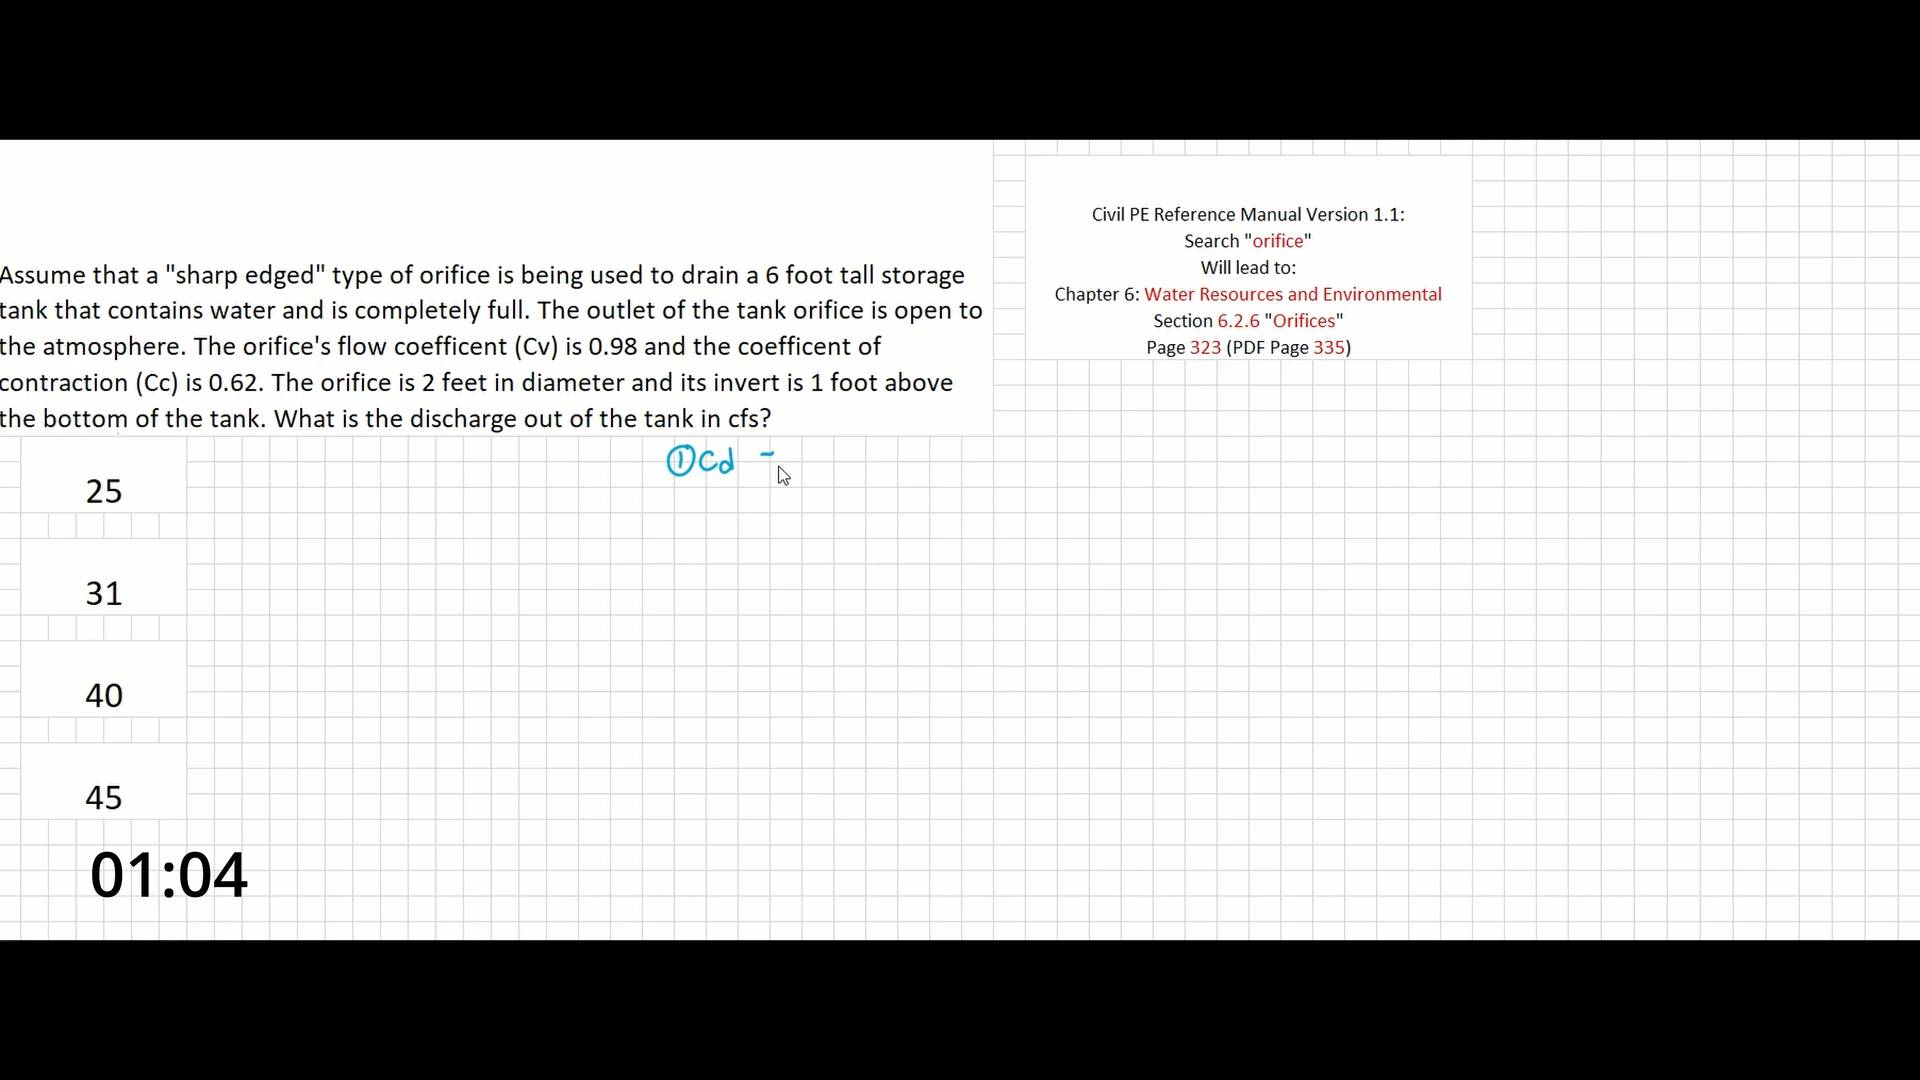 Civil PE Reference Manual Version 1.1:
Search "orifice"
Will lead to:
Chapter 6: Water Resources and Environmental
Section 6.2.6 "Orifices"
Page 323 (PDF Page 335)
Assume that a "sharp edged" type of orifice is being used to drain a 6 foot tall storage
tank that contains water and is completely full. The outlet of the tank orifice is open to
the atmosphere. The orifice's flow coefficent (Cv) is 0.98 and the coefficent of
contraction (Cc) is 0.62. The orifice is 2 feet in diameter and its invert is 1 foot above
the bottom of the tank. What is the discharge out of the tank in cfs?
① Cd -
25
31
40
45
01:04